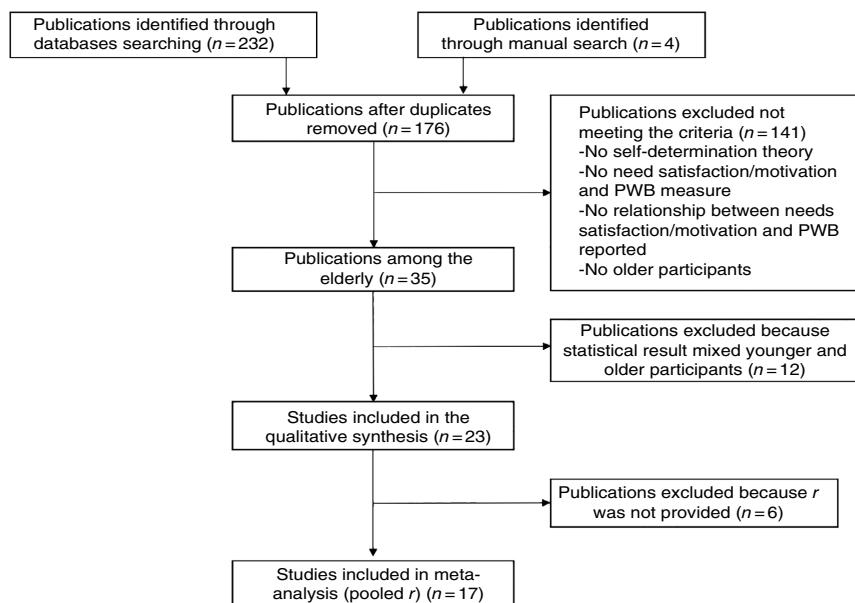 Publications identified through
databases searching (n = 232)
Publications identified
through manual search (n = 4)
Publications after duplicates
removed (n = 176)
Publications excluded not
meeting the criteria (n = 141)
-No self-determination theory
-No need satisfaction/motivation
and PWB measure
-No relationship between needs
satisfaction/motivation and PWB
reported
-No older participants
Publications among the
elderly (n = 35)
Publications excluded because
statistical result mixed younger and
older participants (n = 12)
Studies included in the
qualitative synthesis (n = 23)
Publications excluded because r
was not provided (n = 6)
Studies included in meta-
analysis (pooled r) (n = 17)